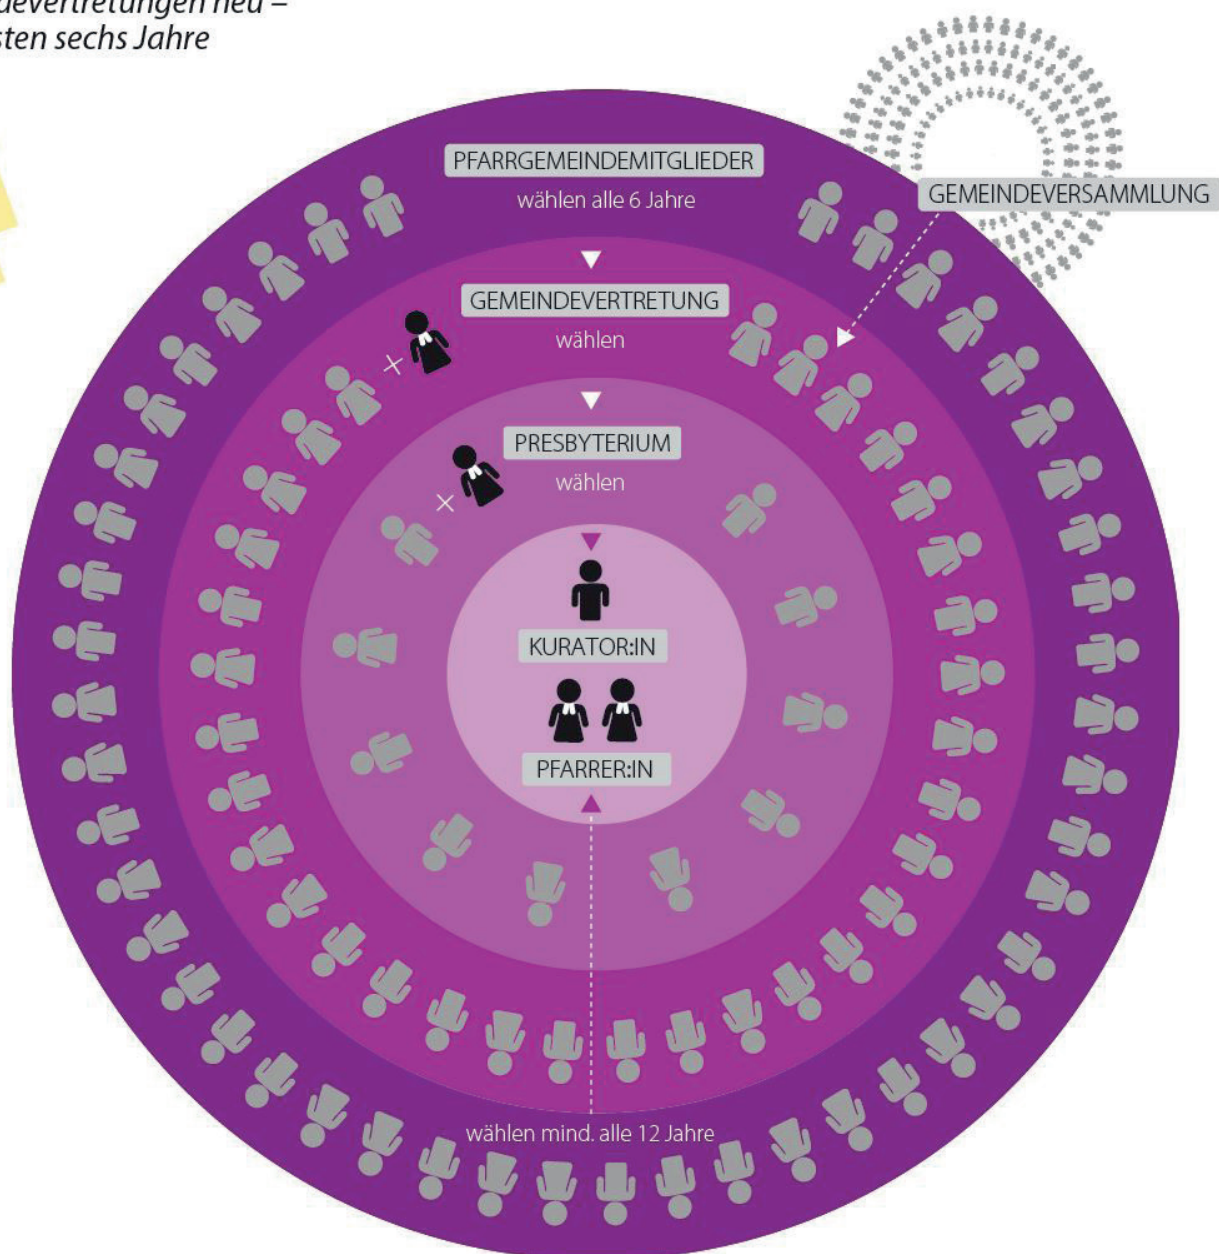 devertretungen neu –
sten sechs Jahre
PFARRGEMEINDEMITGLIEDER
wählen alle 6 Jahre
GEMEINDEVERSAMMLUNG
GEMEINDEVERTRETUNG
wählen
PRESBYTERIUM
wählen
KURATOR:IN
PFARRER:IN
wählen mind. alle 12 Jahre